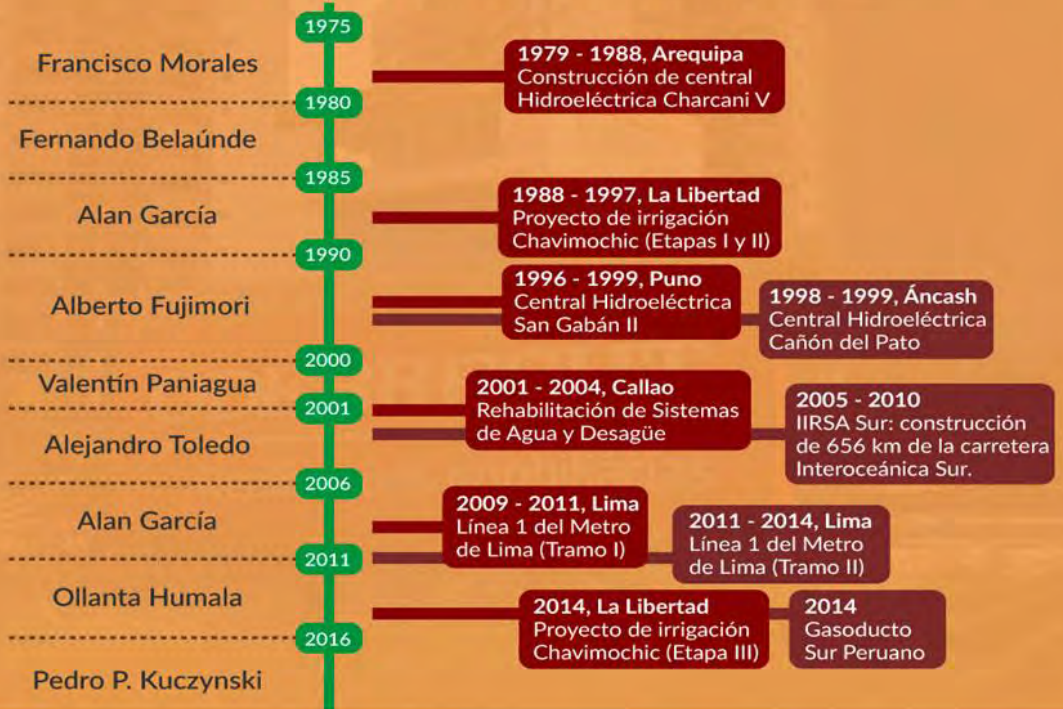 1975
Francisco Morales
1979 - 1988, Arequipa
Construcción de central
Hidroeléctrica Charcani V
1980
Fernando Belaúnde
1985
Alan García
1988 - 1997, La Libertad
Proyecto de irrigación
Chavimochic (Etapas I y II)
1990
Alberto Fujimori
1996 - 1999, Puno
Central Hidroeléctrica
San Gabán II
1998 - 1999, Áncash
Central Hidroeléctrica
Cañón del Pato
2000
Valentín Paniagua
2001
Alejandro Toledo
2001 - 2004, Callao
Rehabilitación de Sistemas
de Agua y Desagüe
2005 - 2010
IIRSA Sur: construcción
de 656 km de la carretera
Interoceánica Sur.
2006
Alan García
2009 - 2011, Lima
Línea 1 del Metro
de Lima (Tramo I)
2011 - 2014, Lima
Línea 1 del Metro
de Lima (Tramo II)
2011
Ollanta Humala
2014, La Libertad
Proyecto de irrigación
Chavimochic (Etapa III)
2014
Gasoducto
Sur Peruano
2016
Pedro P. Kuczynski